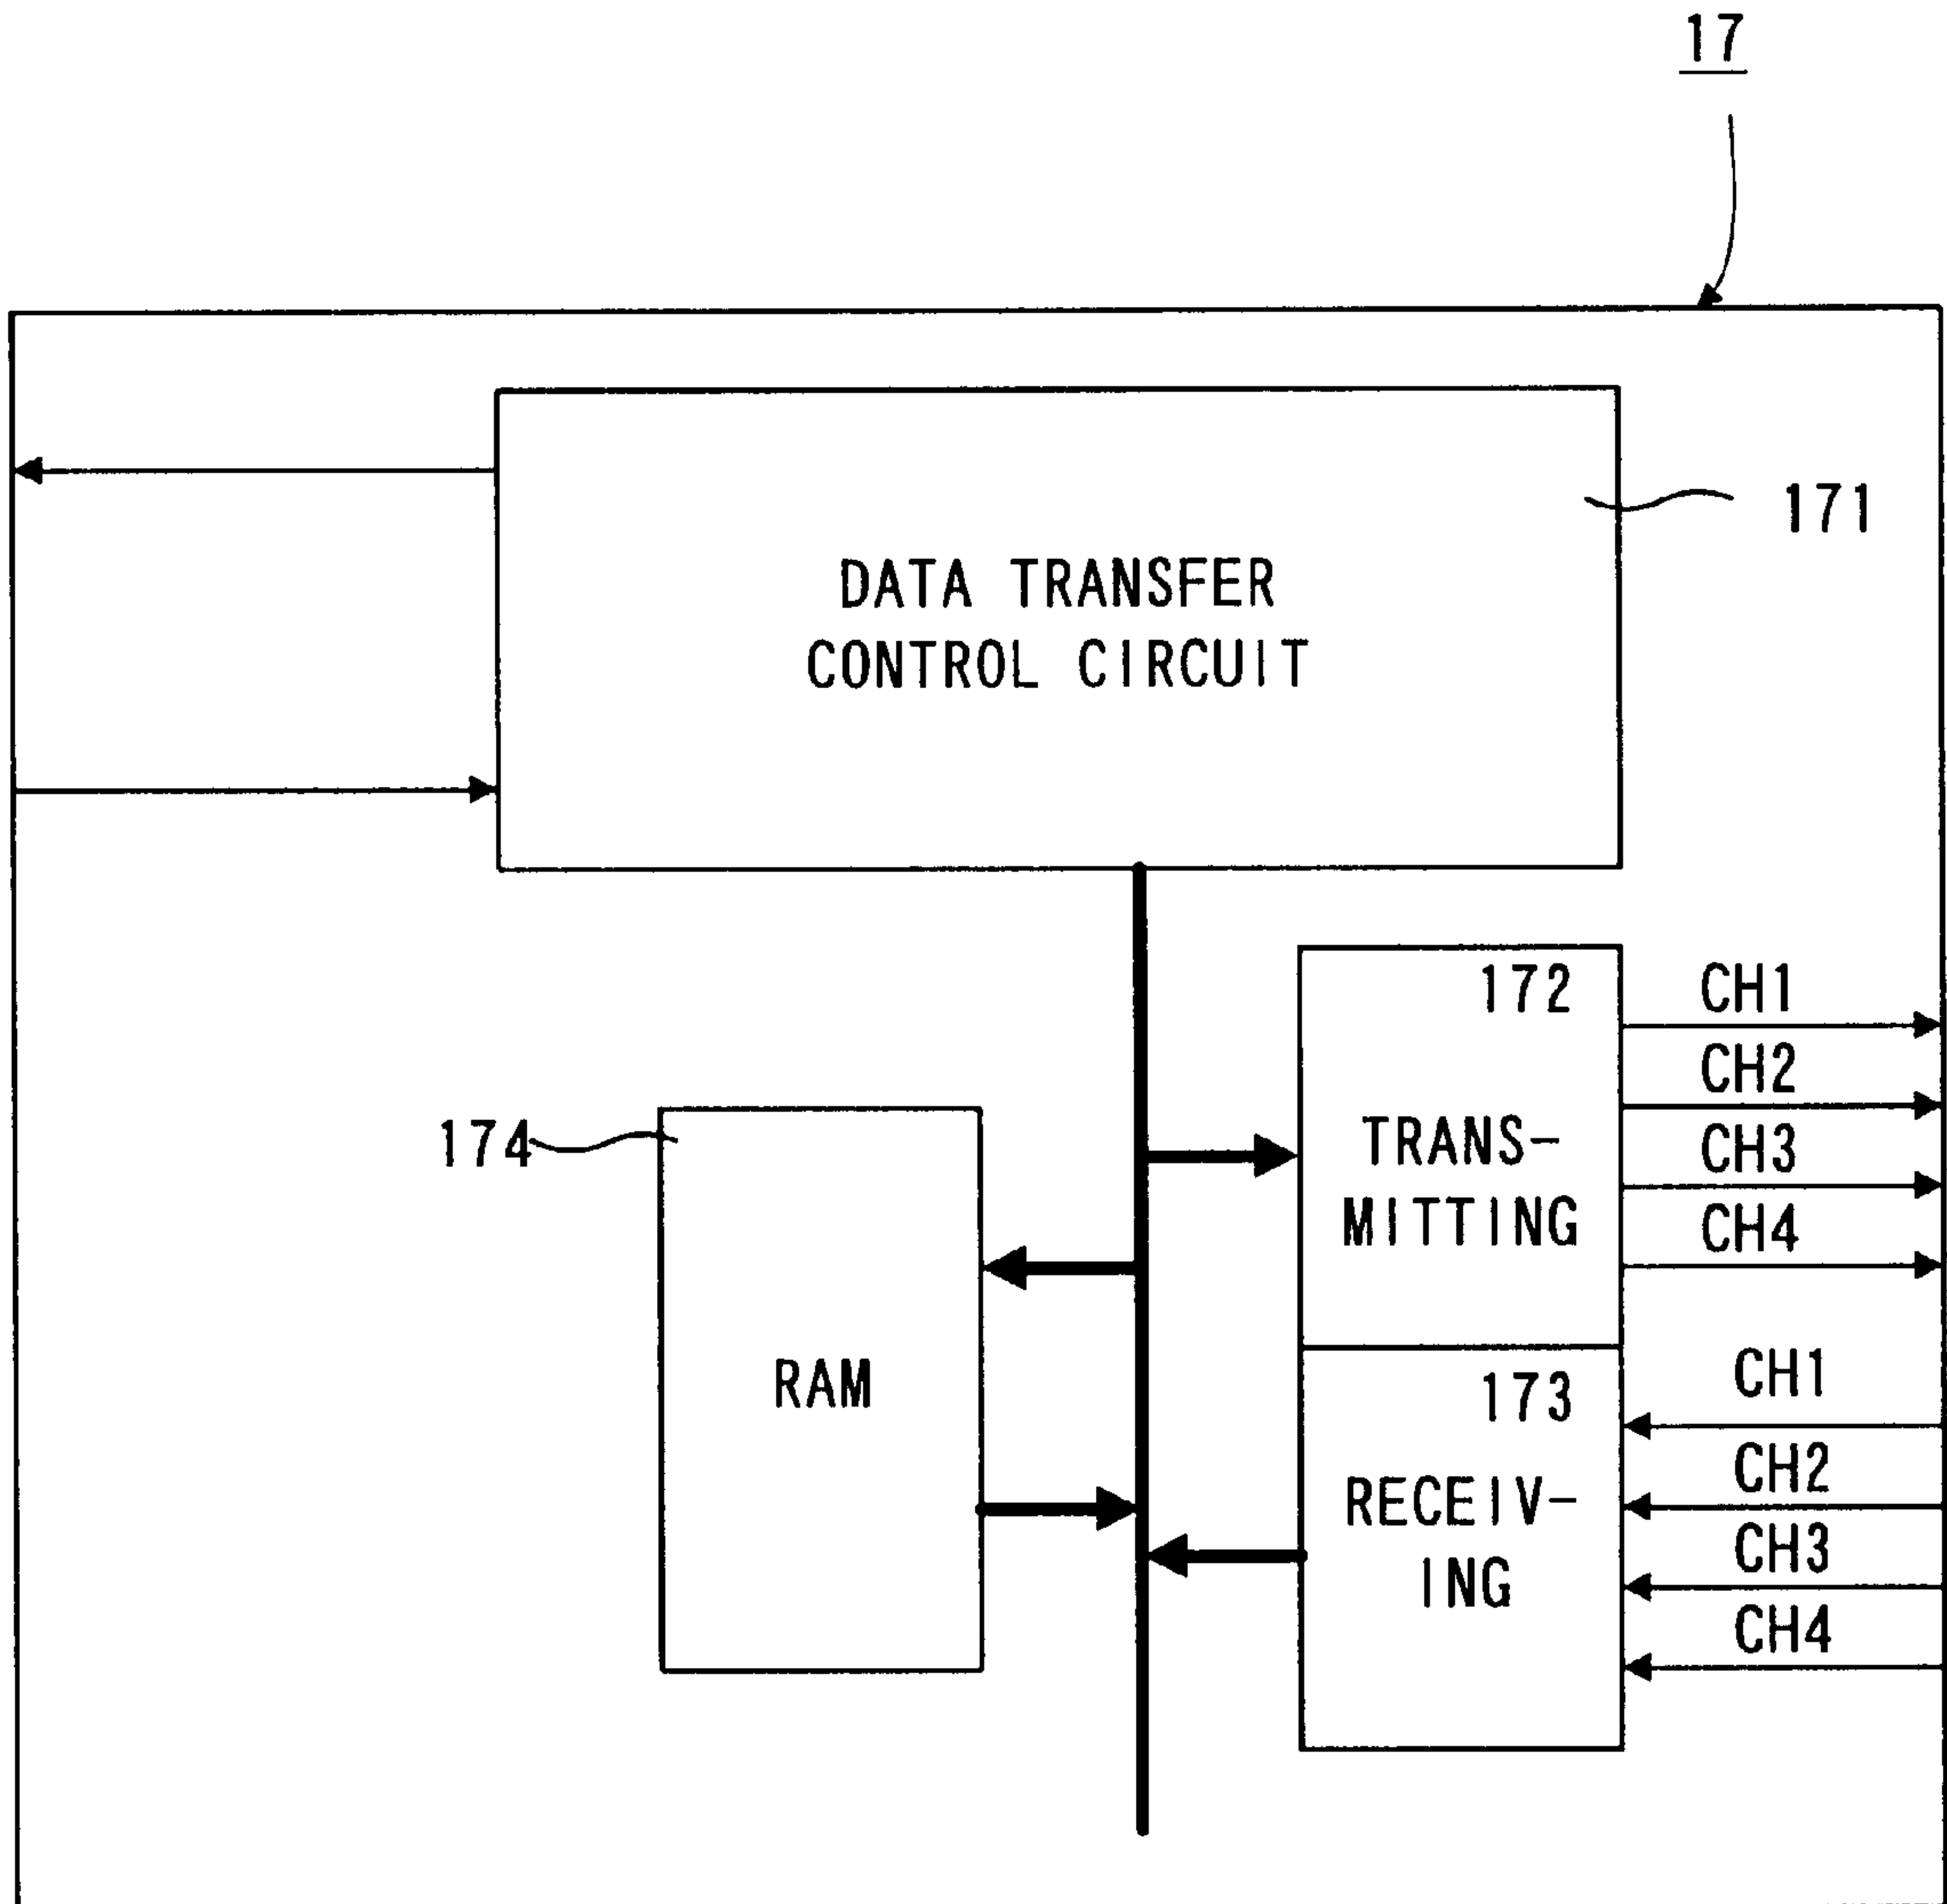 17
171
DATA TRANSFER
CONTROL CIRCUIT
172
CH1
CH2
174
TRANS-
CH3
MITTING
CH4
RAM
173
CH1
RECEIV-
CH2
ING
CH3
CH4